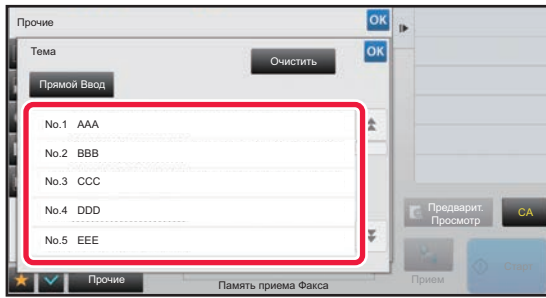 Прочие
OK
Тема
Очистить
OK
Прямой Ввод
No.1 AAA
No.2 BBB
No.3 CCC
No.4 DDD
No.5 EEE
Предварит.
Просмотр
CA
Прием
Старт
Прочие
Память приема Факса